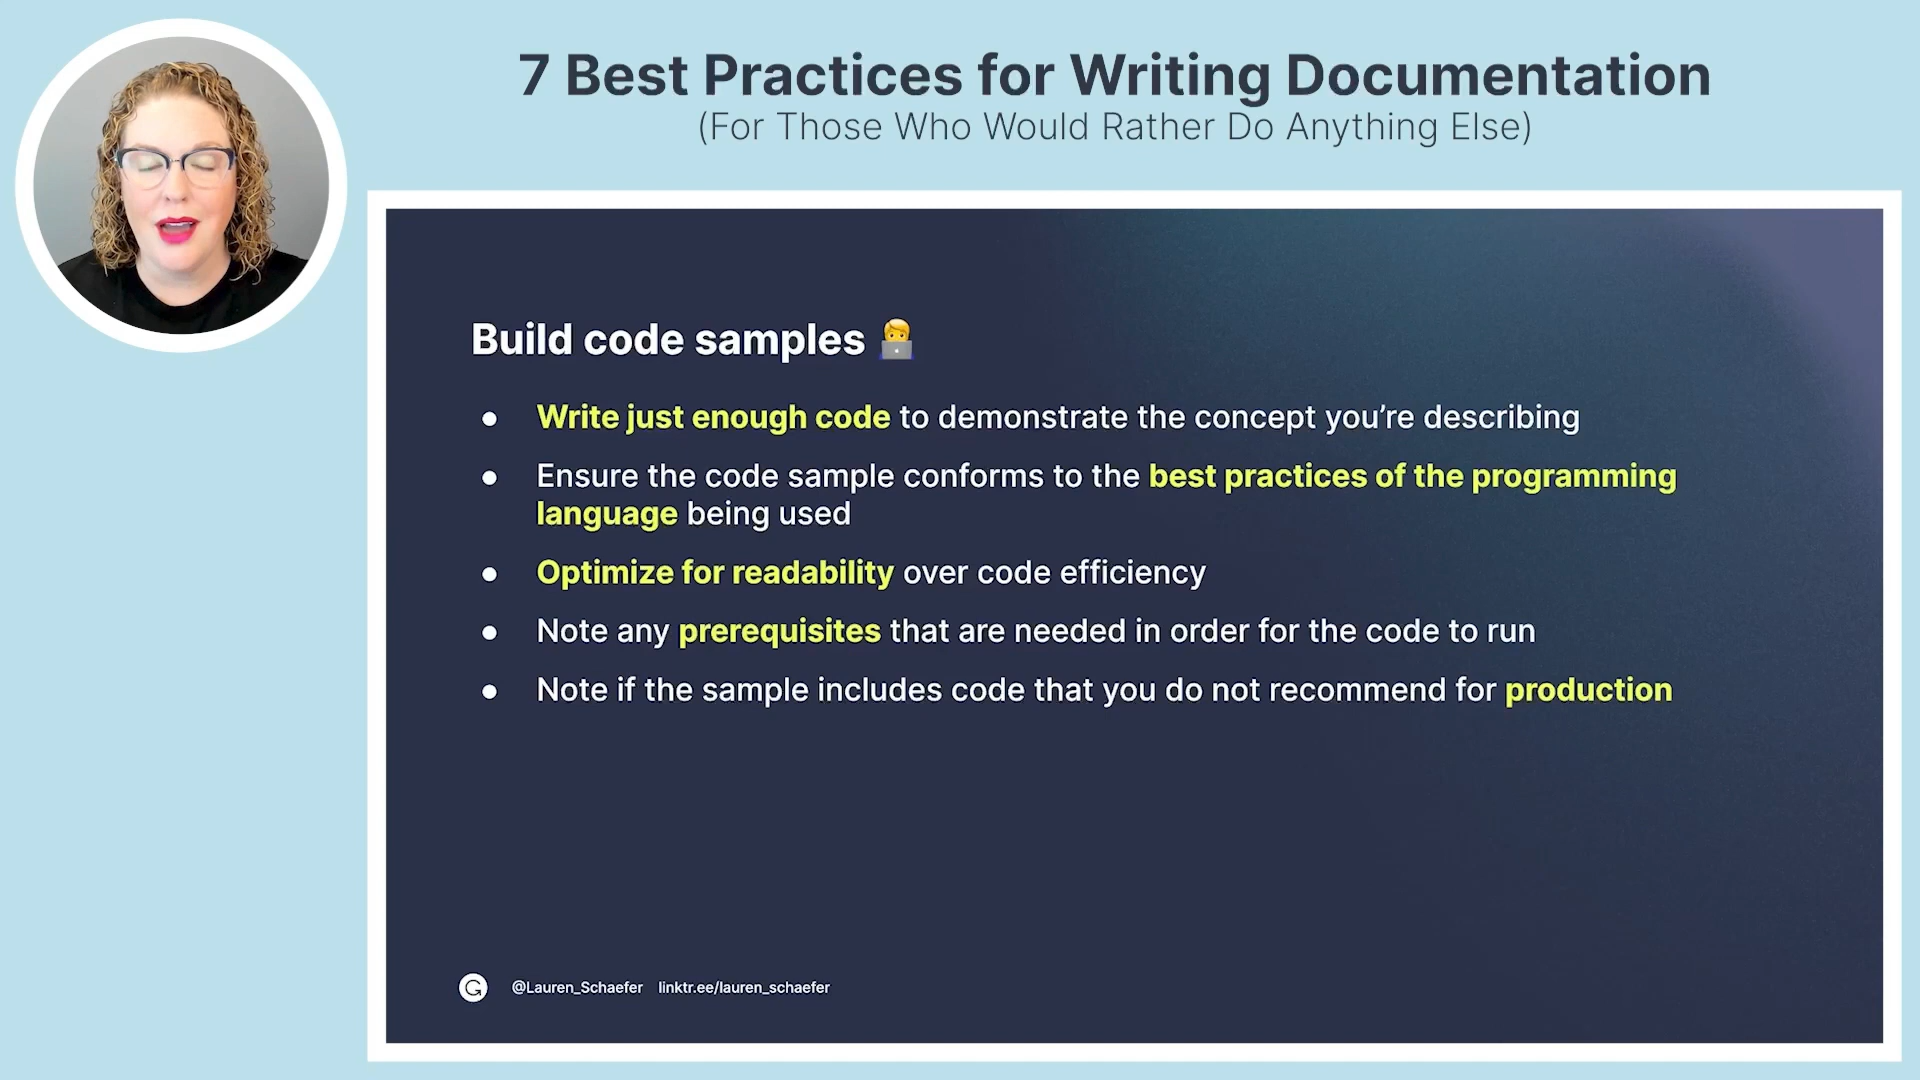 7 Best Practices for Writing Documentation
(For Those Who Would Rather Do Anything Else)
Build code samples 🧑‍💻
● Write just enough code to demonstrate the concept you’re describing
● Ensure the code sample conforms to the best practices of the programming
language being used
● Optimize for readability over code efficiency
● Note any prerequisites that are needed in order for the code to run
● Note if the sample includes code that you do not recommend for production
@Lauren_Schaefer linktr.ee/lauren_schaefer